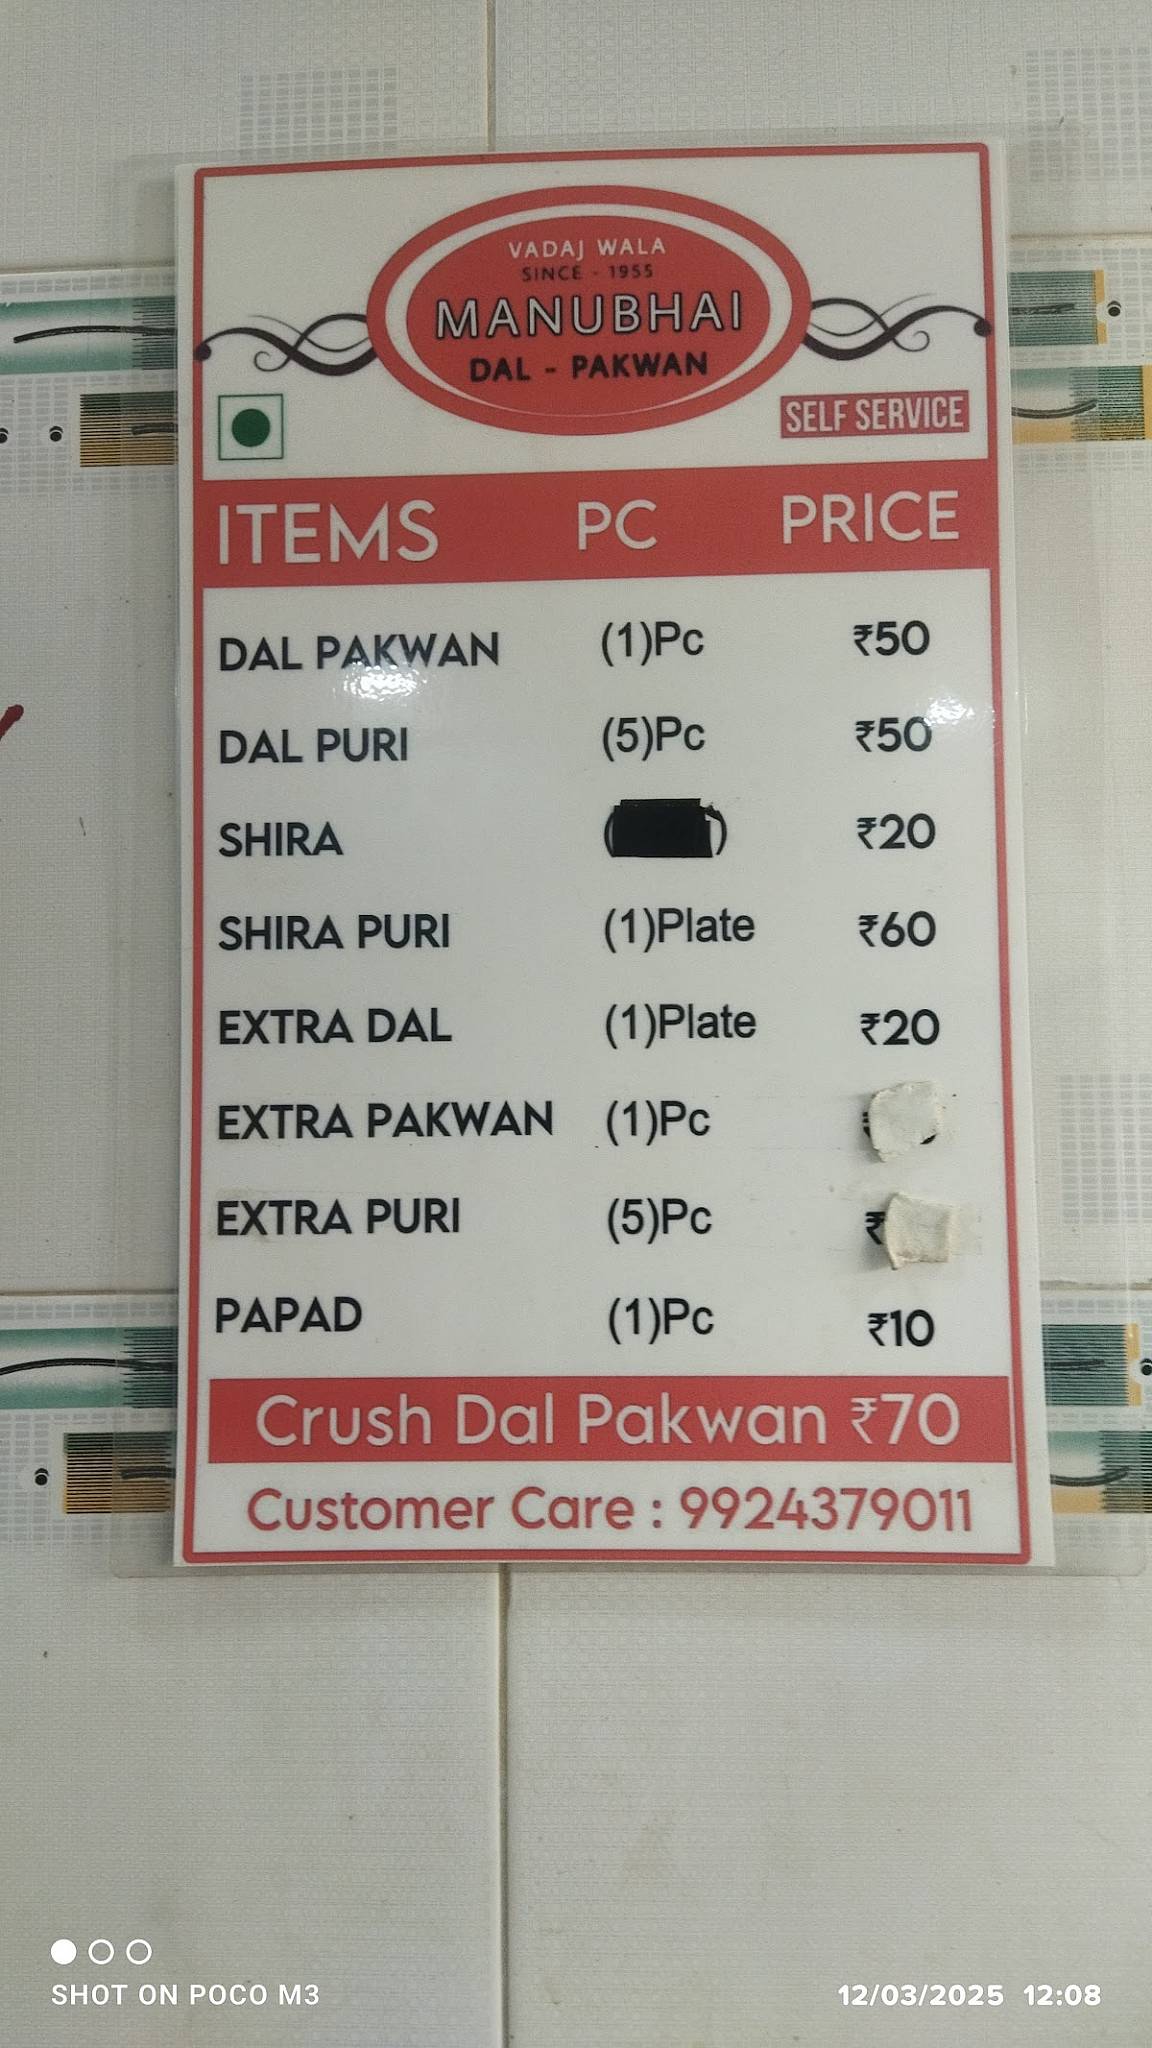 VADAJ WALA
SINCE - 1955
MANUBHAI
DAL - PAKWAN
SELF SERVICE
ITEMS PC PRICE
DAL PAKWAN (1)Pc ₹50
DAL PURI (5)Pc ₹50
SHIRA ( ) ₹20
SHIRA PURI (1)Plate ₹60
EXTRA DAL (1)Plate ₹20
EXTRA PAKWAN (1)Pc
EXTRA PURI (5)Pc ₹
PAPAD (1)Pc ₹10
Crush Dal Pakwan ₹70
Customer Care : 9924379011
SHOT ON POCO M3 12/03/2025 12:08